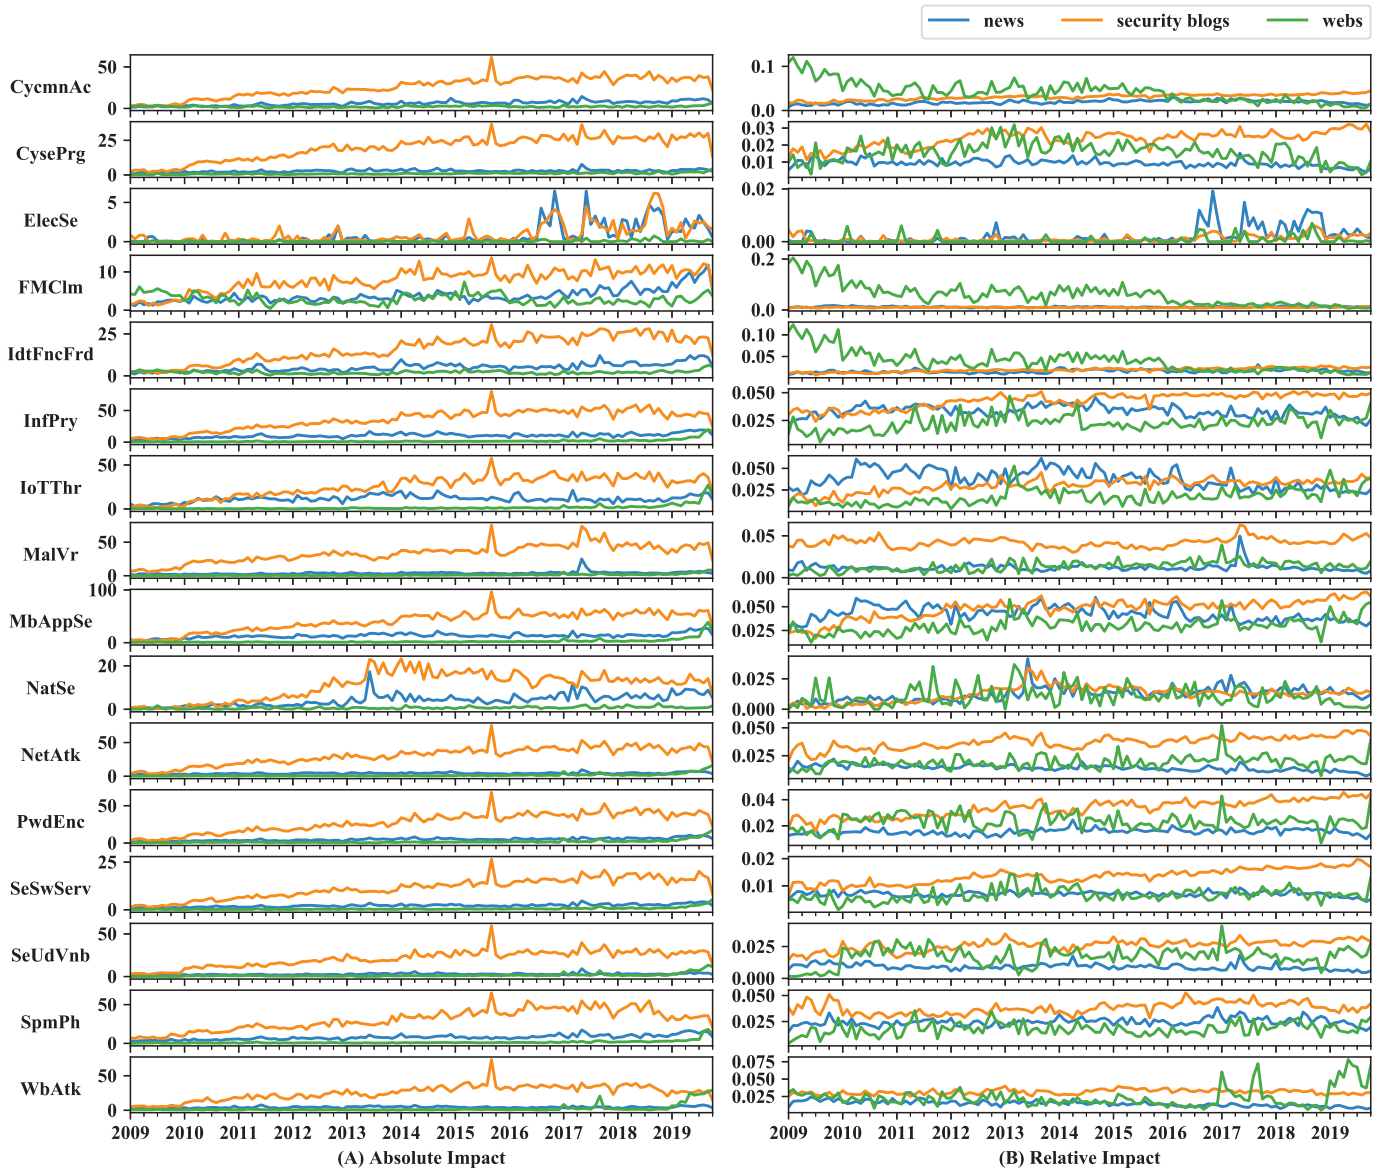 news security blogs webs
CycmnAc 50 0 0.1 0.0
CysePrg 25 0 0.03 0.02 0.01
ElecSe 5 0 0.02 0.00
FMClm 10 0 0.2 0.0
IdtFncFrd 25 0 0.10 0.05
InfPry 50 0 0.050 0.025
IoTThr 50 0 0.050 0.025
MalVr 50 0 0.05 0.00
MbAppSe 100 0 0.050 0.025
NatSe 20 0 0.025 0.000
NetAtk 50 0 0.050 0.025
PwdEnc 50 0 0.04 0.02
SeSwServ 25 0 0.02 0.01
SeUdVnb 50 0 0.025 0.000
SpmPh 50 0 0.050 0.025
WbAtk 50 0 0.075 0.050 0.025
2009 2010 2011 2012 2013 2014 2015 2016 2017 2018 2019 2009 2010 2011 2012 2013 2014 2015 2016 2017 2018 2019
(A) Absolute Impact (B) Relative Impact